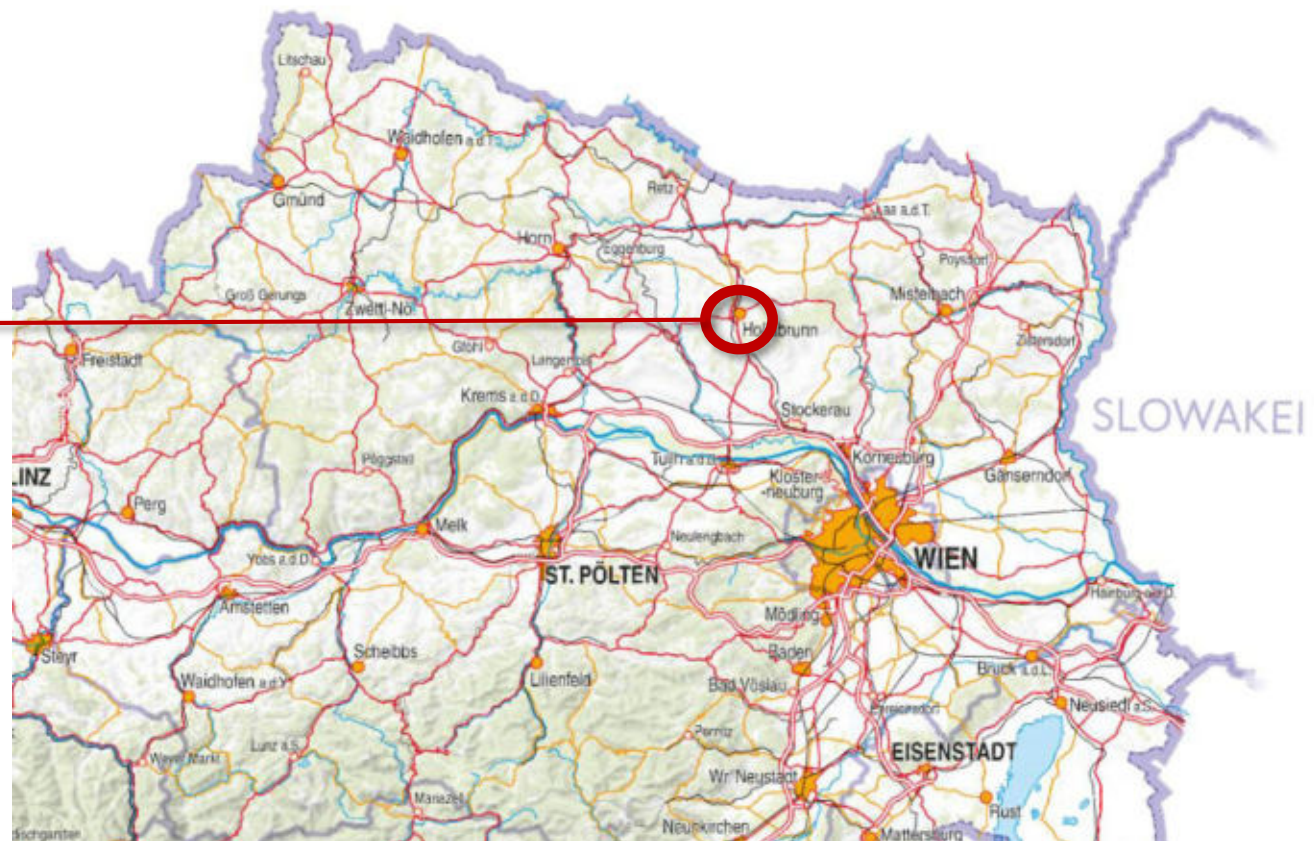 Litschau
Waidhofen a.d.T.
Gmünd
Retz
Laa a.d.T.
Horn
Eggenburg
Poysdorf
Groß Gerungs
Zwettl-NÖ
Mistelbach
Hollabrunn
Zistersdorf
Freistadt
Gföhl
Langenlois
SLOWAKEI
Krems a.d.D.
Stockerau
Korneuburg
Pöggstall
Tulln a.d.D.
Kloster-
-neuburg
Gänserndorf
LINZ
Perg
Melk
Neulengbach
WIEN
Ybbs a.d.D.
ST. PÖLTEN
Amstetten
Hainburg a.d.D.
Mödling
Steyr
Scheibbs
Baden
Bruck a.d.L.
Waidhofen a.d.Y.
Lilienfeld
Bad Vöslau
Neusiedl a.S.
Pernitz
Lunz a.S.
Weyer Markt
EISENSTADT
Wr. Neustadt
Mariazell
Rust
Neunkirchen
Mattersburg